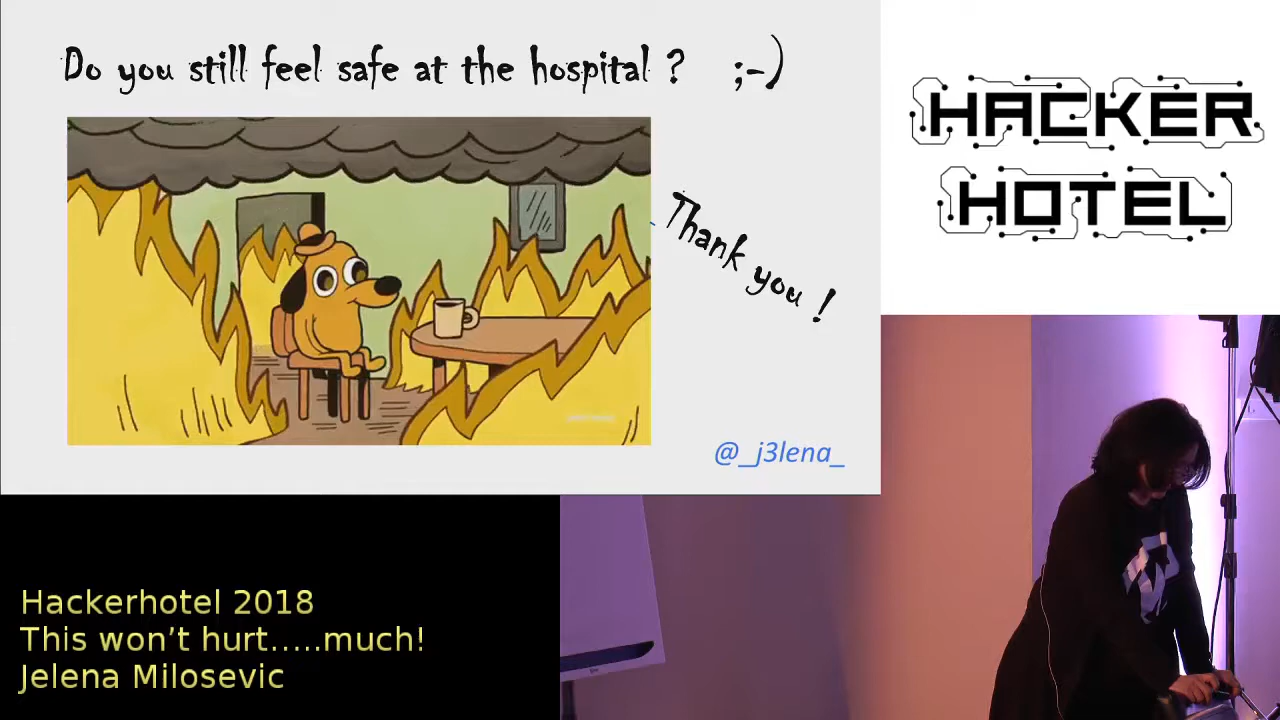 Do you still feel safe at the hospital ? ;-)
Thank you !
@_j3lena_
HACKER
HOTEL
Hackerhotel 2018
This won't hurt.....much!
Jelena Milosevic